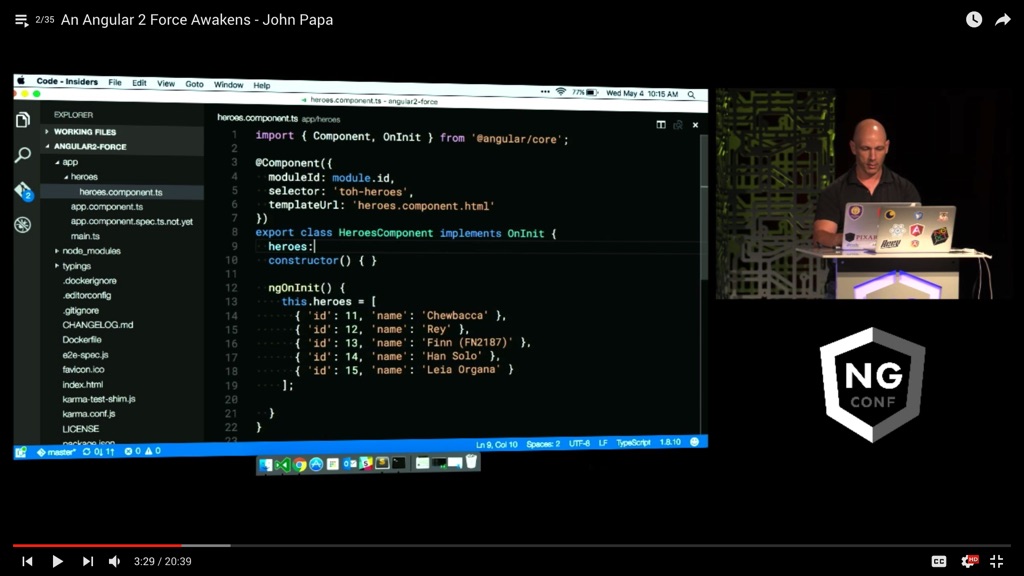 2/35 An Angular 2 Force Awakens - John Papa
Code - Insiders File Edit View Goto Window Help
77% Wed May 4 10:15 AM
heroes.component.ts - angular2-force
EXPLORER
WORKING FILES
ANGULAR2-FORCE
app
heroes
heroes.component.ts
app.component.ts
app.component.spec.ts.not.yet
main.ts
node_modules
typings
.dockerignore
.editorconfig
.gitignore
CHANGELOG.md
Dockerfile
e2e-spec.js
favicon.ico
index.html
karma-test-shim.js
karma.conf.js
LICENSE
package.json
2
heroes.component.ts app/heroes
1 import { Component, OnInit } from '@angular/core';
2
3 @Component({
4 moduleId: module.id,
5 selector: 'toh-heroes',
6 templateUrl: 'heroes.component.html'
7 })
8 export class HeroesComponent implements OnInit {
9 heroes:
10 constructor() { }
11
12 ngOnInit() {
13 this.heroes = [
14 { 'id': 11, 'name': 'Chewbacca' },
15 { 'id': 12, 'name': 'Rey' },
16 { 'id': 13, 'name': 'Finn (FN2187)' },
17 { 'id': 14, 'name': 'Han Solo' },
18 { 'id': 15, 'name': 'Leia Organa' }
19 ];
20
21 }
22 }
23
master* 0↓ 1↑ 0 0
Ln 9, Col 10 Spaces: 2 UTF-8 LF TypeScript 1.8.10
PIXAR
NG
CONF
3:29 / 20:39
CC
HD